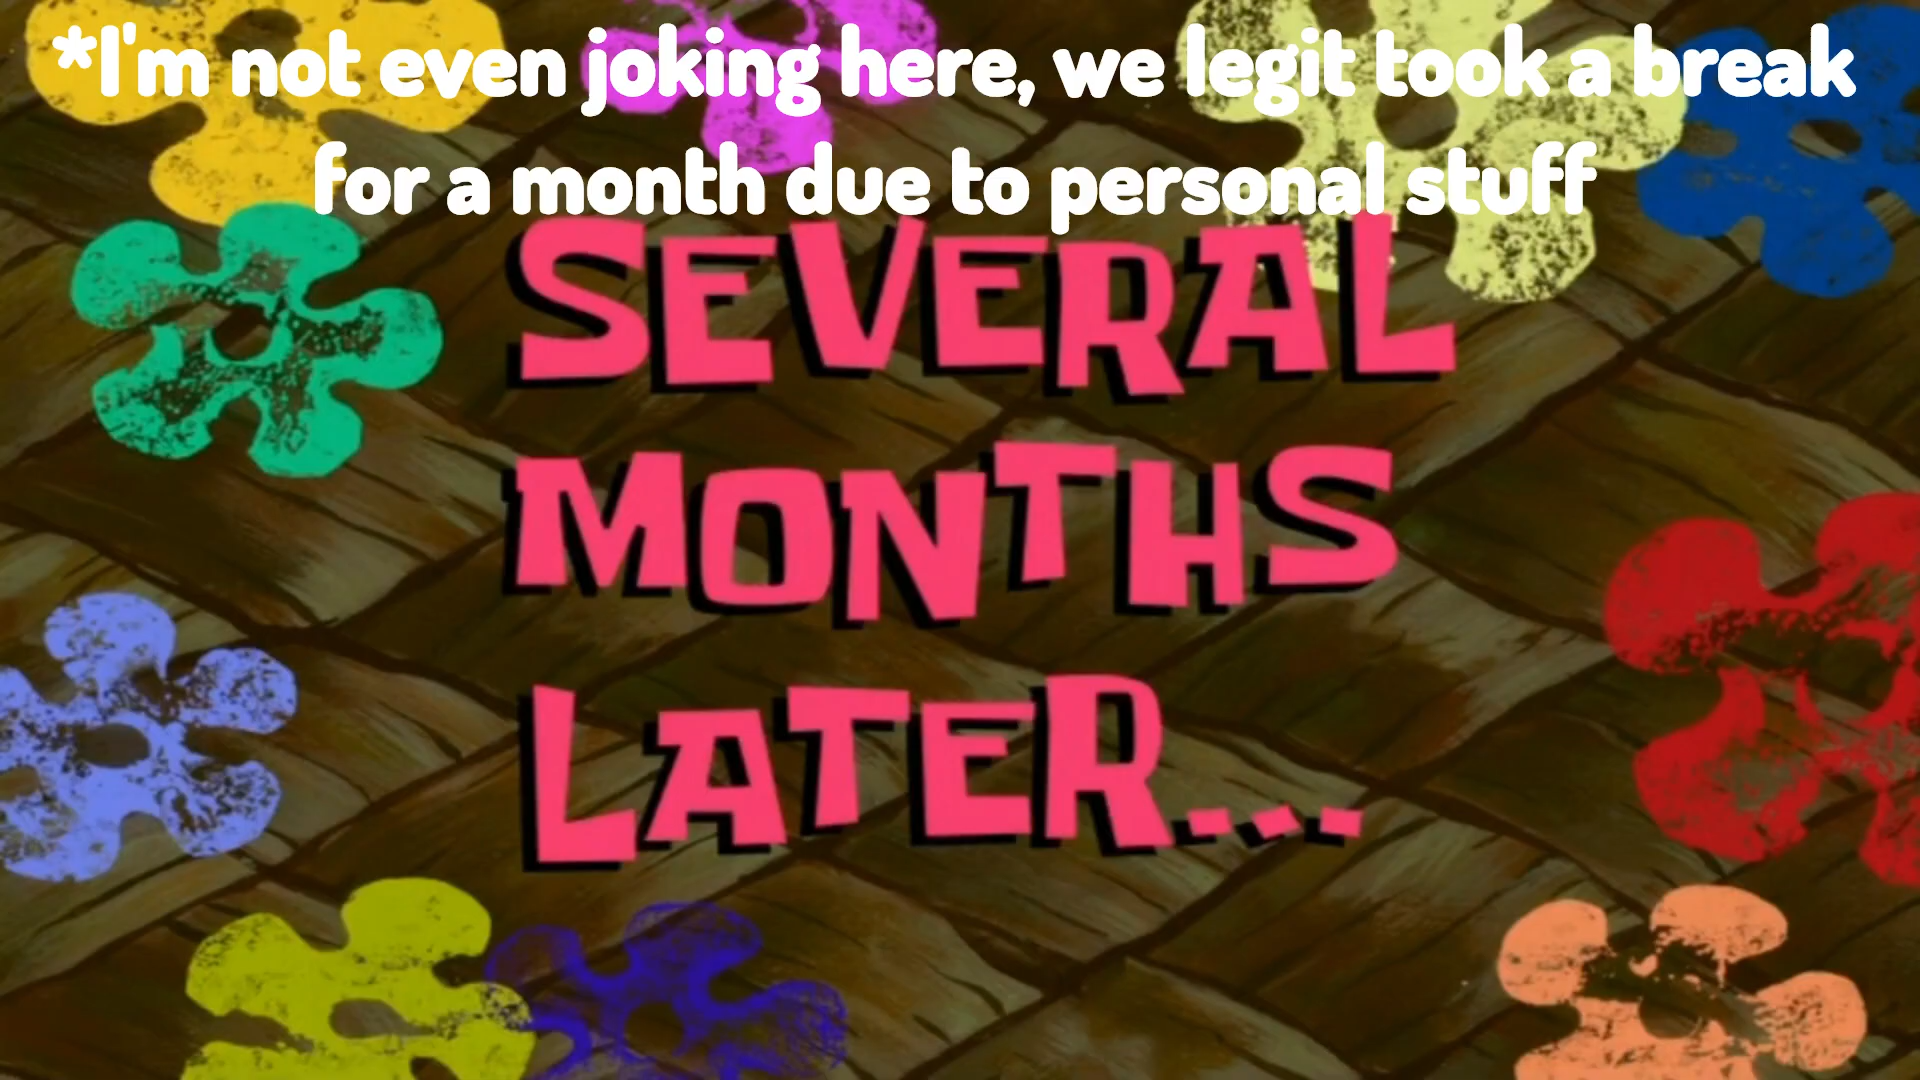 *I'm not even joking here, we legit took a break
for a month due to personal stuff
SEVERAL
MONTHS
LATER...